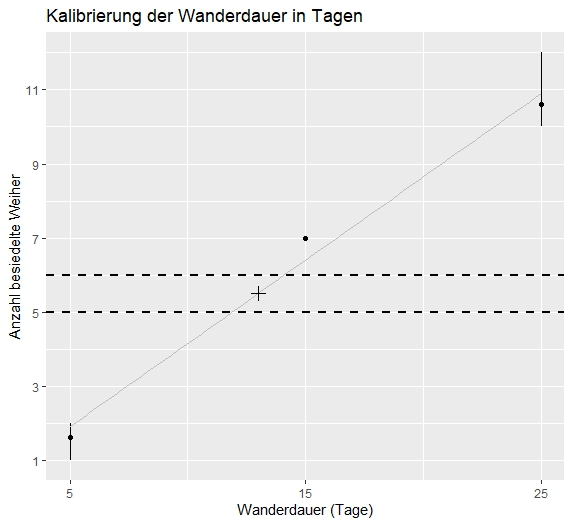 Kalibrierung der Wanderdauer in Tagen
Anzahl besiedelte Weiher
11
9
7
5
3
1
5 15 25
Wanderdauer (Tage)